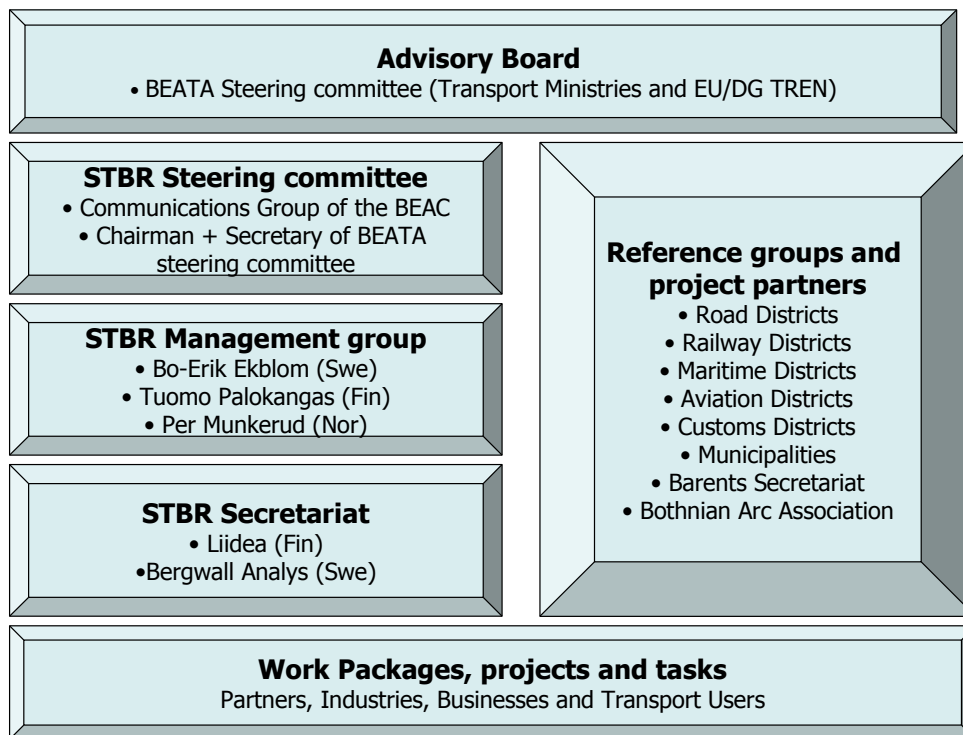 Advisory Board
• BEATA Steering committee (Transport Ministries and EU/DG TREN)
STBR Steering committee
• Communications Group of the BEAC
• Chairman + Secretary of BEATA
steering committee
STBR Management group
• Bo-Erik Ekblom (Swe)
• Tuomo Palokangas (Fin)
• Per Munkerud (Nor)
STBR Secretariat
• Liidea (Fin)
•Bergwall Analys (Swe)
Reference groups and
project partners
• Road Districts
• Railway Districts
• Maritime Districts
• Aviation Districts
• Customs Districts
• Municipalities
• Barents Secretariat
• Bothnian Arc Association
Work Packages, projects and tasks
Partners, Industries, Businesses and Transport Users